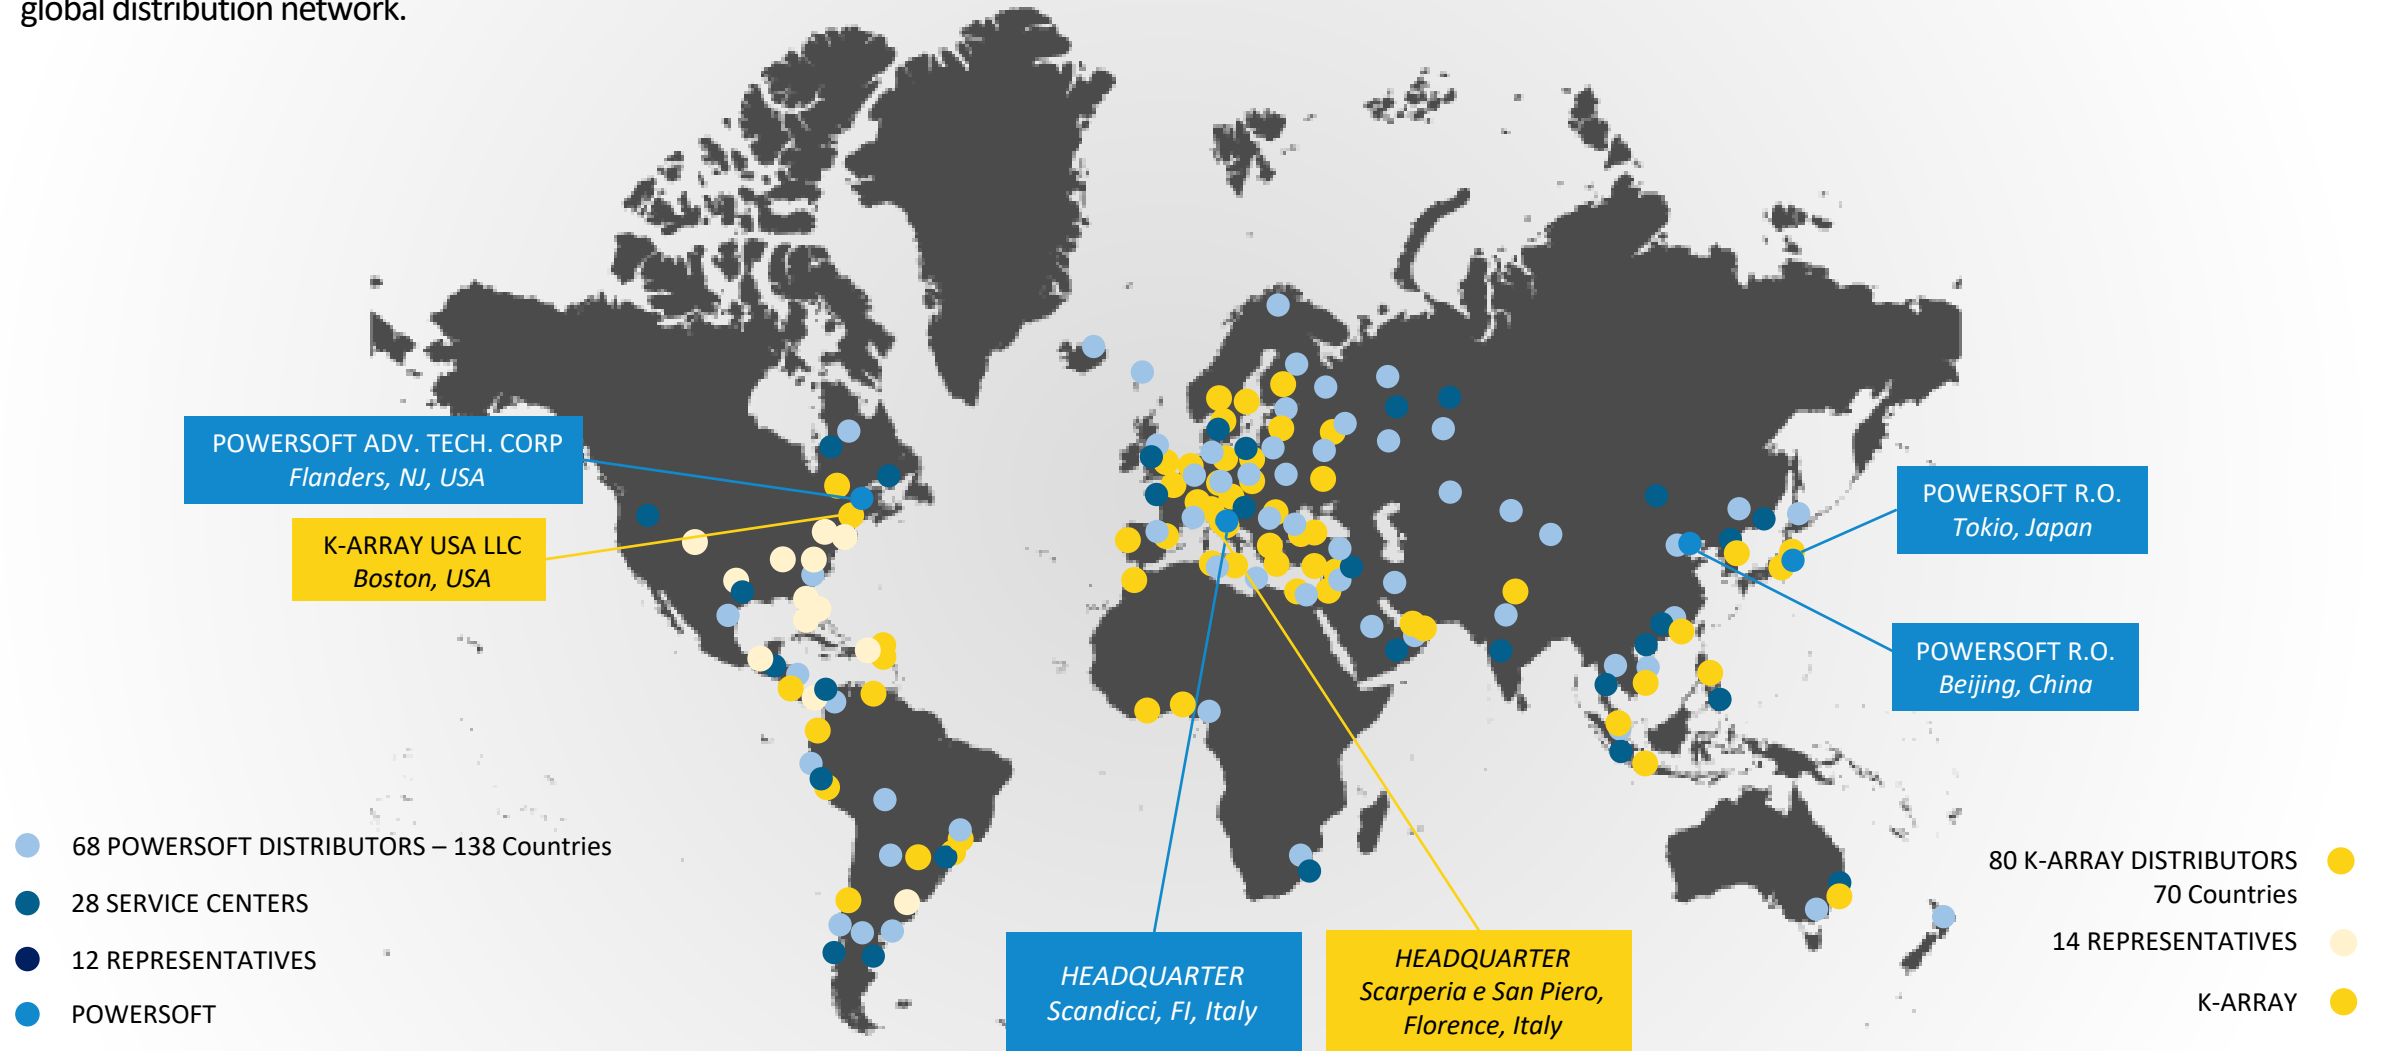 global distribution network.
POWERSOFT ADV. TECH. CORP
Flanders, NJ, USA
K-ARRAY USA LLC
Boston, USA
POWERSOFT R.O.
Tokio, Japan
POWERSOFT R.O.
Beijing, China
68 POWERSOFT DISTRIBUTORS – 138 Countries
28 SERVICE CENTERS
12 REPRESENTATIVES
POWERSOFT
HEADQUARTER
Scandicci, FI, Italy
HEADQUARTER
Scarperia e San Piero,
Florence, Italy
80 K-ARRAY DISTRIBUTORS
70 Countries
14 REPRESENTATIVES
K-ARRAY